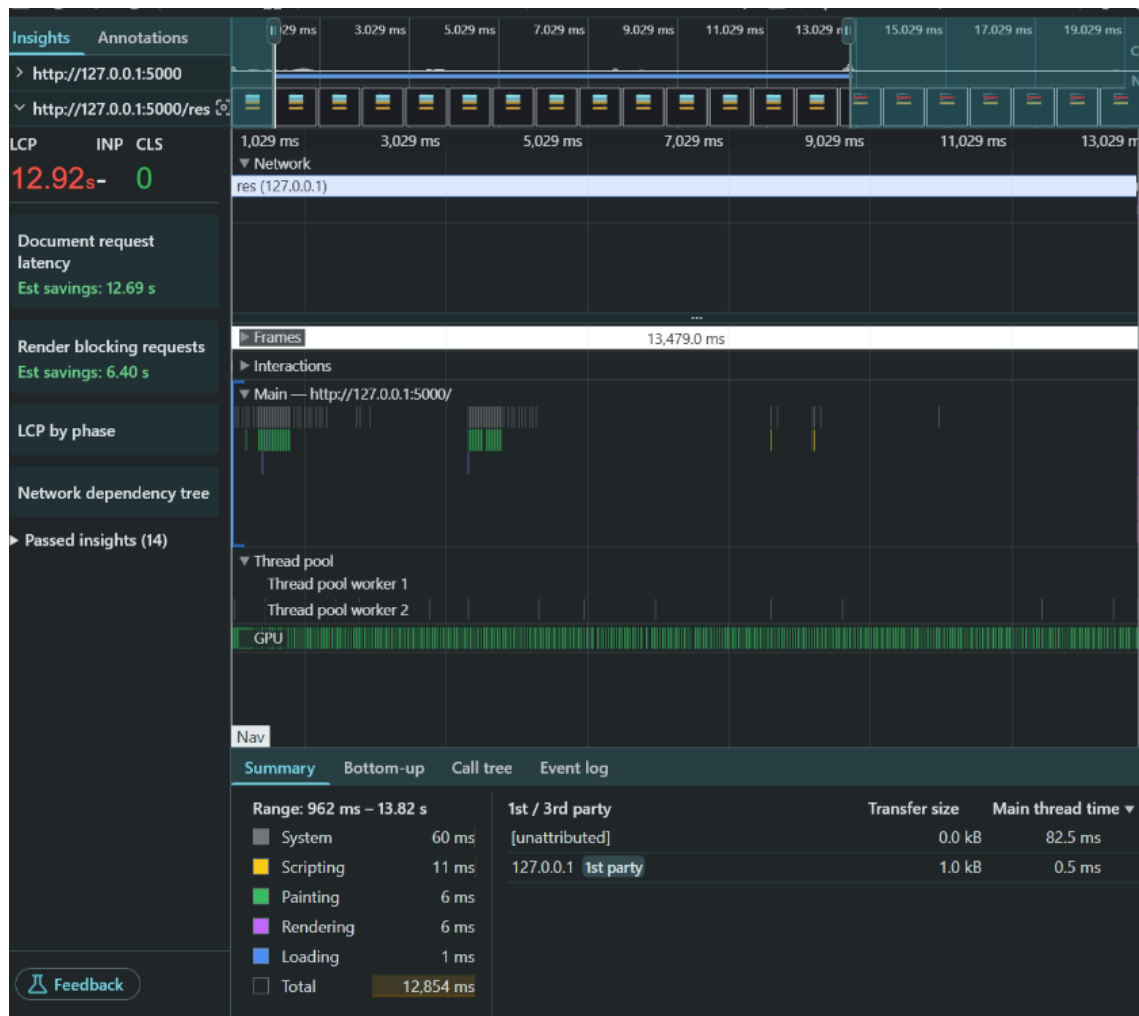 Insights Annotations
29 ms 3.029 ms 5.029 ms 7.029 ms 9.029 ms 11.029 ms 13.029 15.029 ms 17.029 ms 19.029 ms
http://127.0.0.1:5000
http://127.0.0.1:5000/res
LCP INP CLS
12.92s - 0
1,029 ms 3,029 ms 5,029 ms 7,029 ms 9,029 ms 11,029 ms 13,029 m
Network
res (127.0.0.1)
Document request
latency
Est savings: 12.69 s
...
Frames 13,479.0 ms
Render blocking requests
Est savings: 6.40 s
Interactions
Main — http://127.0.0.1:5000/
LCP by phase
Network dependency tree
Passed insights (14)
Thread pool
Thread pool worker 1
Thread pool worker 2
GPU
Nav
Summary Bottom-up Call tree Event log
Range: 962 ms – 13.82 s
System 60 ms
Scripting 11 ms
Painting 6 ms
Rendering 6 ms
Loading 1 ms
Total 12,854 ms
1st / 3rd party Transfer size Main thread time
[unattributed] 0.0 kB 82.5 ms
127.0.0.1 1st party 1.0 kB 0.5 ms
Feedback